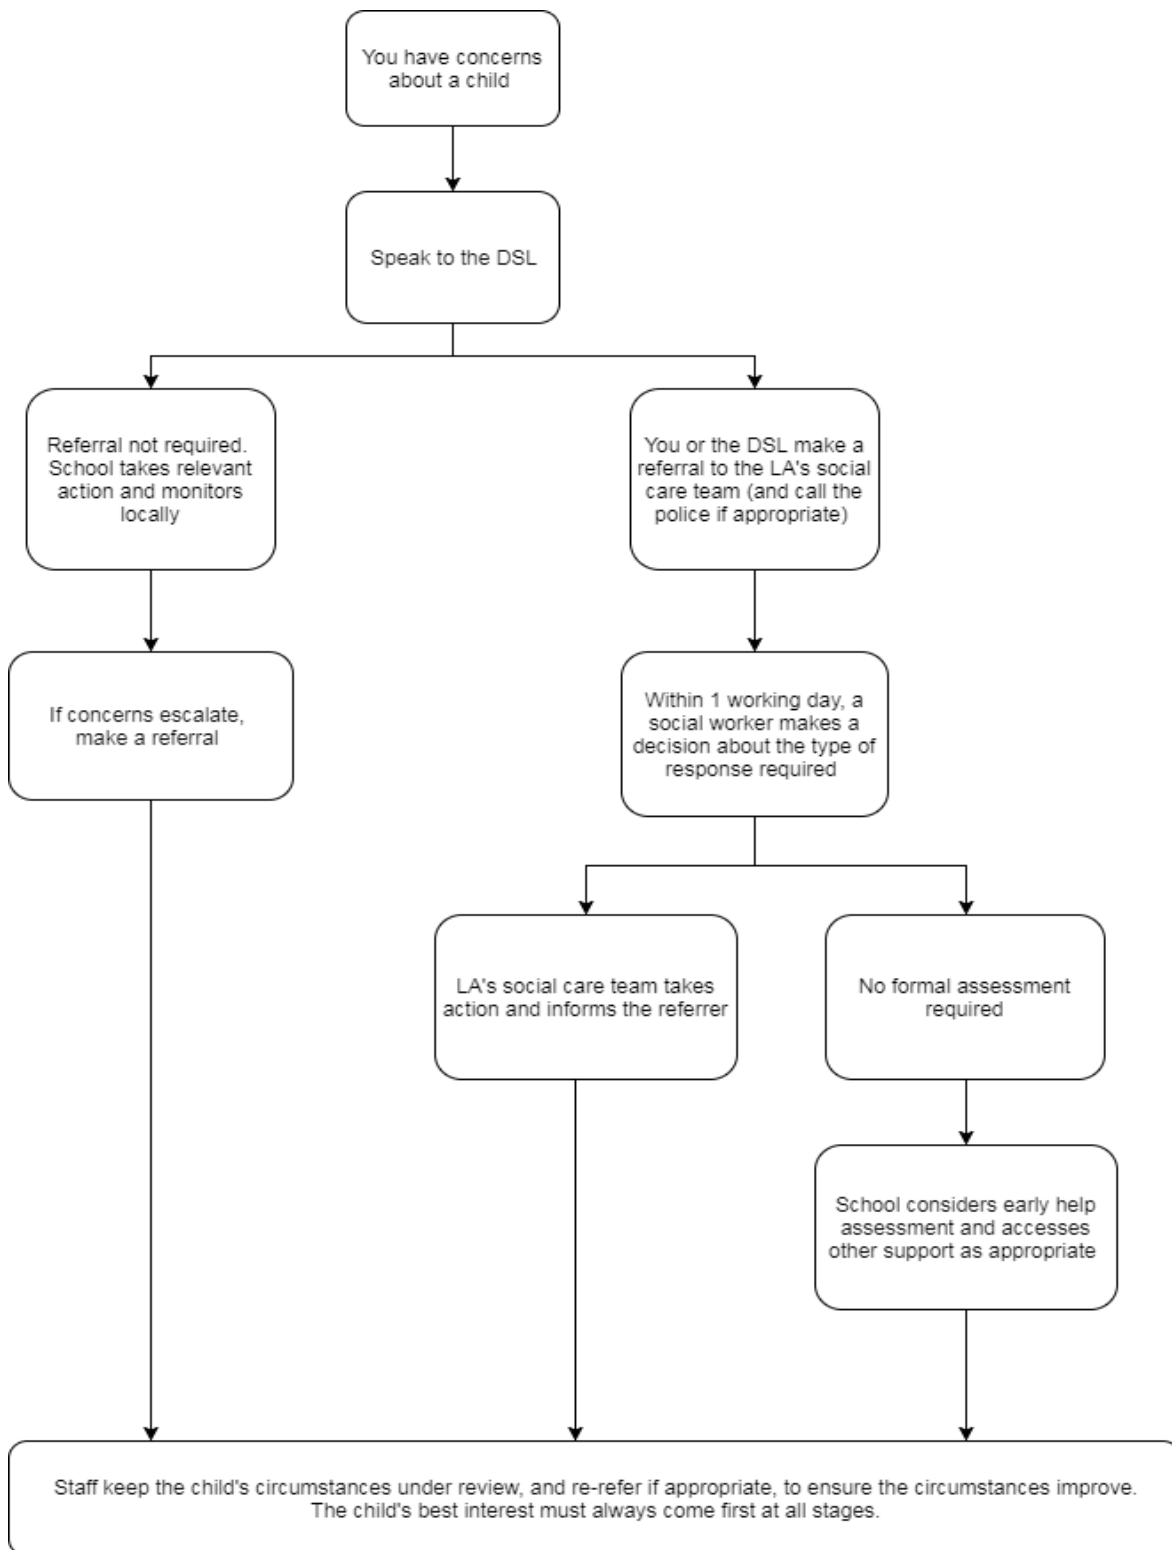 You have concerns
about a child
Speak to the DSL
Referral not required.
School takes relevant
action and monitors
locally
You or the DSL make a
referral to the LA's social
care team (and call the
police if appropriate)
If concerns escalate,
make a referral
Within 1 working day, a
social worker makes a
decision about the type of
response required
LA's social care team takes
action and informs the referrer
No formal assessment
required
School considers early help
assessment and accesses
other support as appropriate
Staff keep the child's circumstances under review, and re-refer if appropriate, to ensure the circumstances improve.
The child's best interest must always come first at all stages.